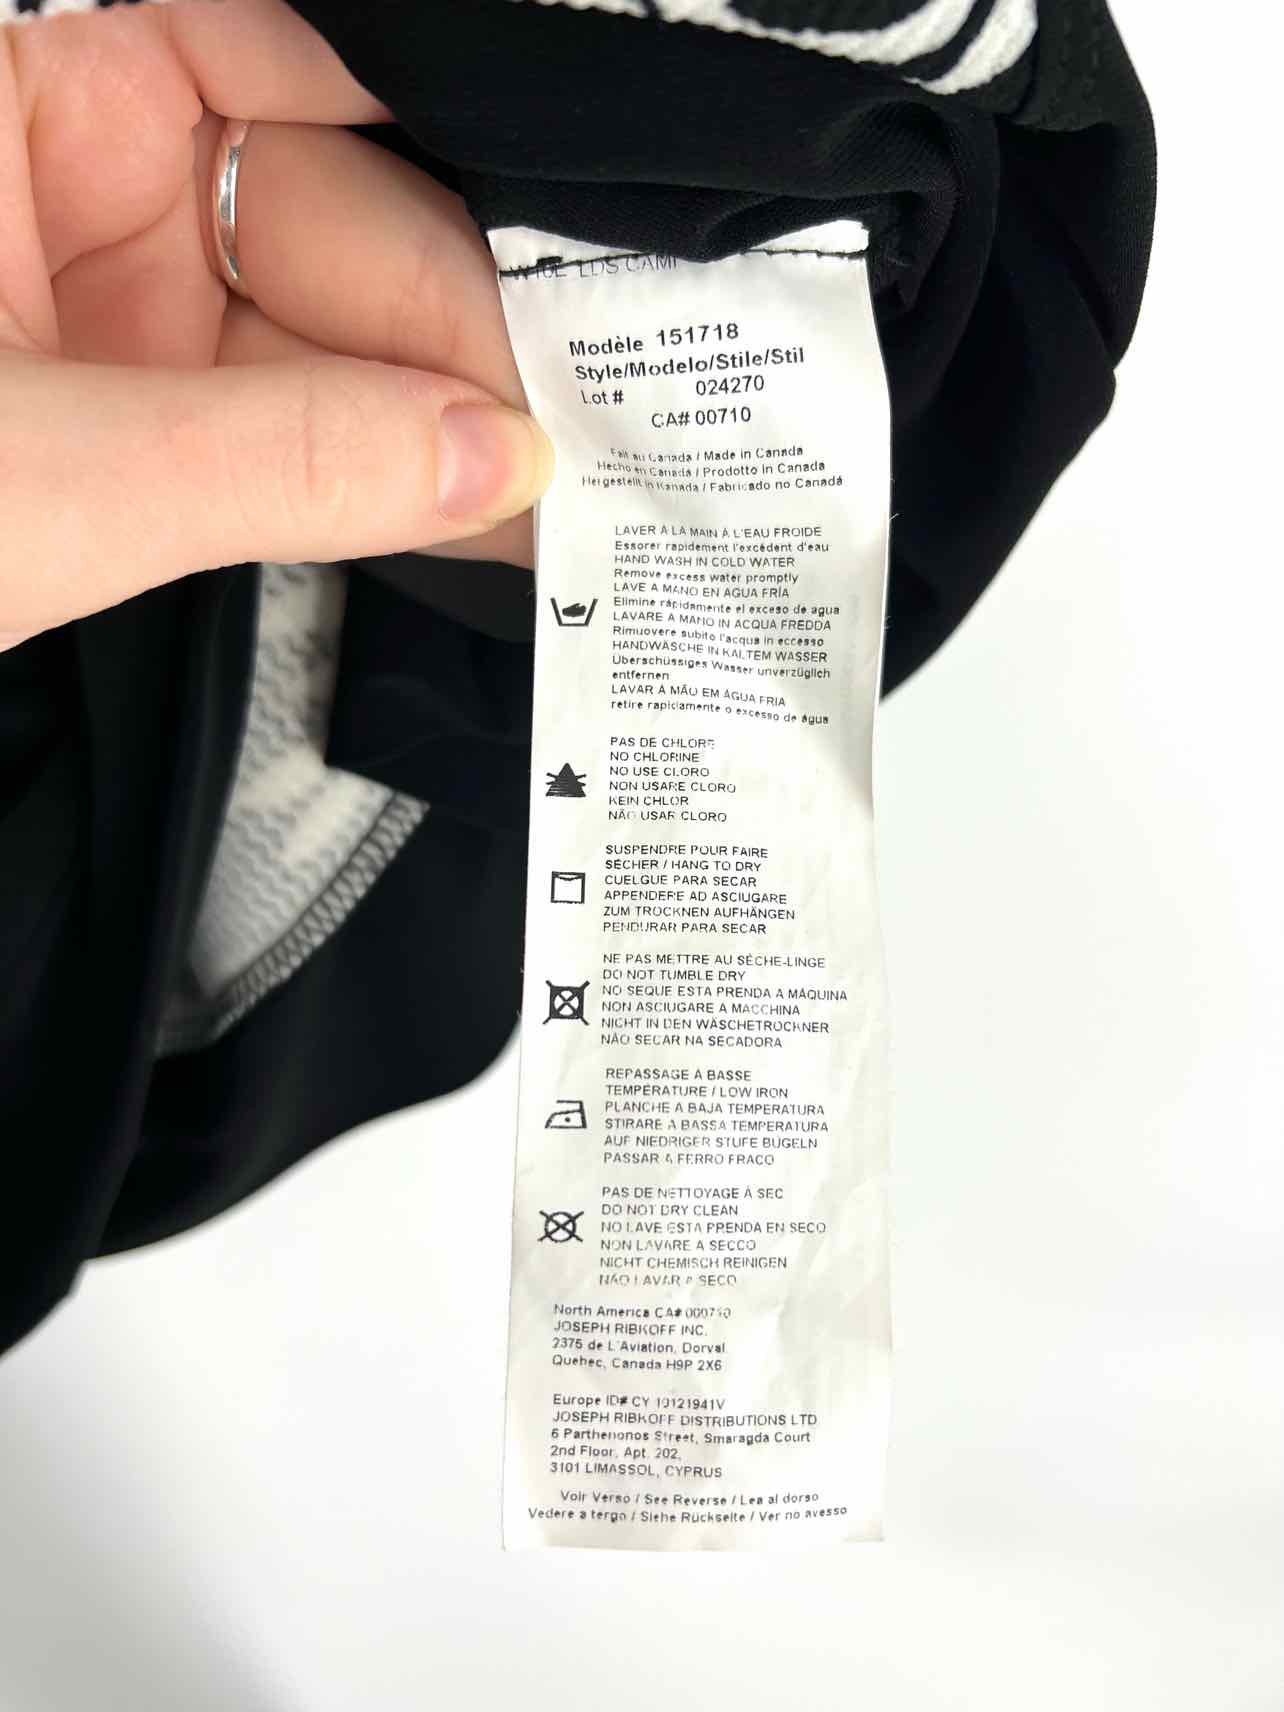 LDS CAMI
Modèle 151718
Style/Modelo/Stile/Stil
Lot # 024270
CA# 00710
Fait au Canada / Made in Canada
Hecho en Canadá / Prodotto in Canada
Hergestellt in Kanada / Fabricado no Canadá
LAVER À LA MAIN À L'EAU FROIDE
Essorer rapidement l'excédent d'eau
HAND WASH IN COLD WATER
Remove excess water promptly
LAVE A MANO EN AGUA FRÍA
Elimine rápidamente el exceso de agua
LAVARE A MANO IN ACQUA FREDDA
Rimuovere subito l'acqua in eccesso
HANDWÄSCHE IN KALTEM WASSER
Überschüssiges Wasser unverzüglich
entfernen
LAVAR À MÃO EM ÁGUA FRIA
retire rapidamente o excesso de água
PAS DE CHLORE
NO CHLORINE
NO USE CLORO
NON USARE CLORO
KEIN CHLOR
NÃO USAR CLORO
SUSPENDRE POUR FAIRE
SÉCHER / HANG TO DRY
CUELGUE PARA SECAR
APPENDERE AD ASCIUGARE
ZUM TROCKNEN AUFHÄNGEN
PENDURAR PARA SECAR
NE PAS METTRE AU SÈCHE-LINGE
DO NOT TUMBLE DRY
NO SEQUE ESTA PRENDA A MÁQUINA
NON ASCIUGARE A MACCHINA
NICHT IN DEN WÄSCHETROCKNER
NÃO SECAR NA SECADORA
REPASSAGE À BASSE
TEMPÉRATURE / LOW IRON
PLANCHE A BAJA TEMPERATURA
STIRARE A BASSA TEMPERATURA
AUF NIEDRIGER STUFE BÜGELN
PASSAR A FERRO FRACO
PAS DE NETTOYAGE À SEC
DO NOT DRY CLEAN
NO LAVE ESTA PRENDA EN SECO
NON LAVARE A SECCO
NICHT CHEMISCH REINIGEN
NÃO LAVAR A SECO
North America CA# 000710
JOSEPH RIBKOFF INC.
2375 de L'Aviation, Dorval
Quebec, Canada H9P 2X6
Europe ID# CY 10121941V
JOSEPH RIBKOFF DISTRIBUTIONS LTD
6 Parthenonos Street, Smaragda Court
2nd Floor, Apt. 202,
3101 LIMASSOL, CYPRUS
Voir Verso / See Reverse / Lea al dorso
Vedere a tergo / Siehe Rückseite / Ver no avesso